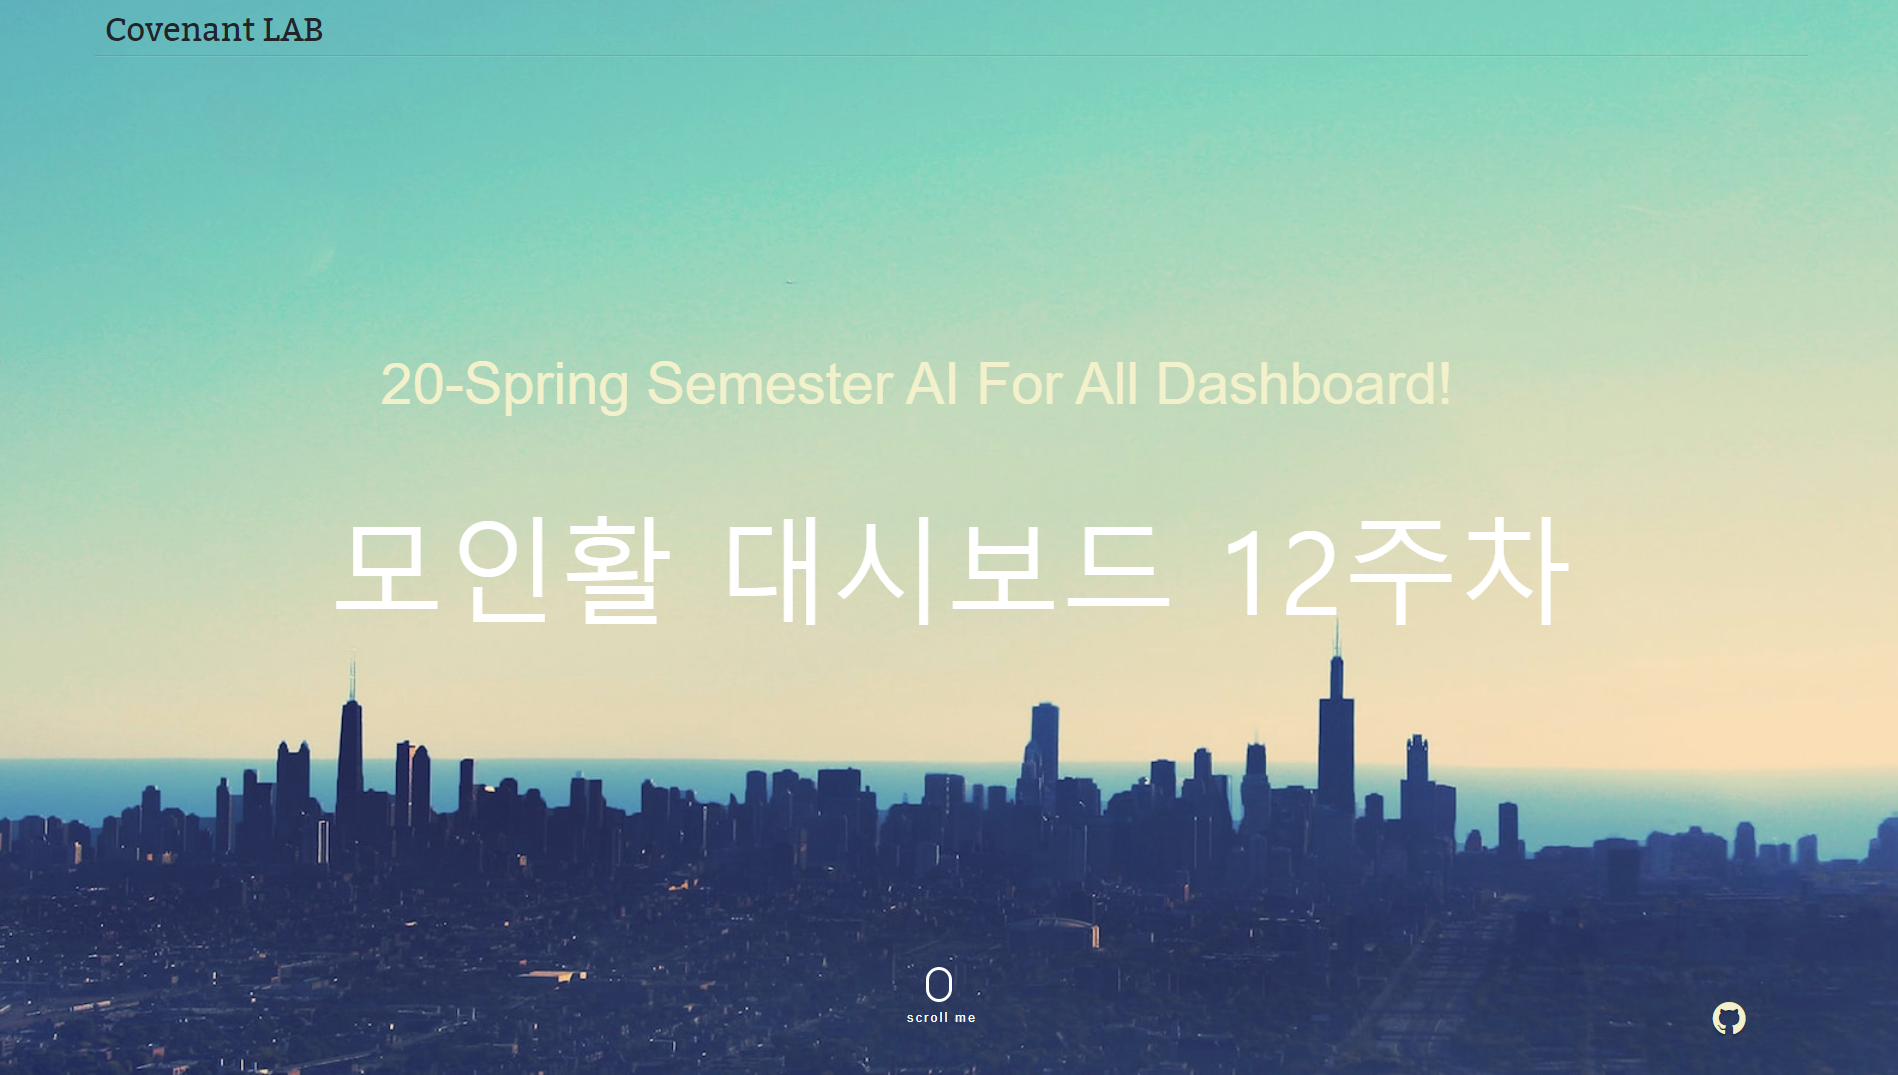 Covenant LAB
20-Spring Semester AI For All Dashboard!
모인활 대시보드 12주차
scroll me